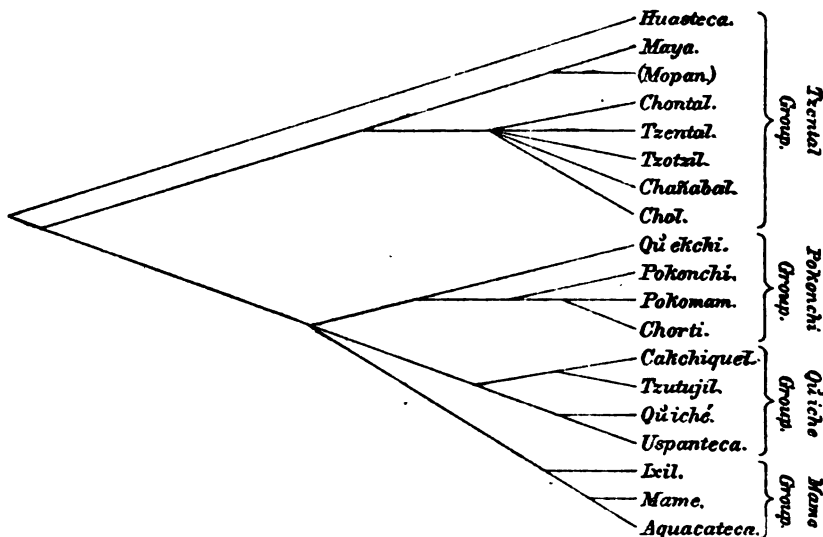 Huasteca.
Maya.
(Mopan)
Chontal.
Tzental.
Tzotzil.
Chañabal.
Chol.
Tzental
Group.
Qu̓ekchi.
Pokonchi.
Pokomam.
Chorti.
Pokonchi
Group.
Cakchiquel.
Tzutujil.
Qu̓iché.
Uspanteca.
Qu̓iche
Group.
Ixil.
Mame.
Aguacateca.
Mame
Group.